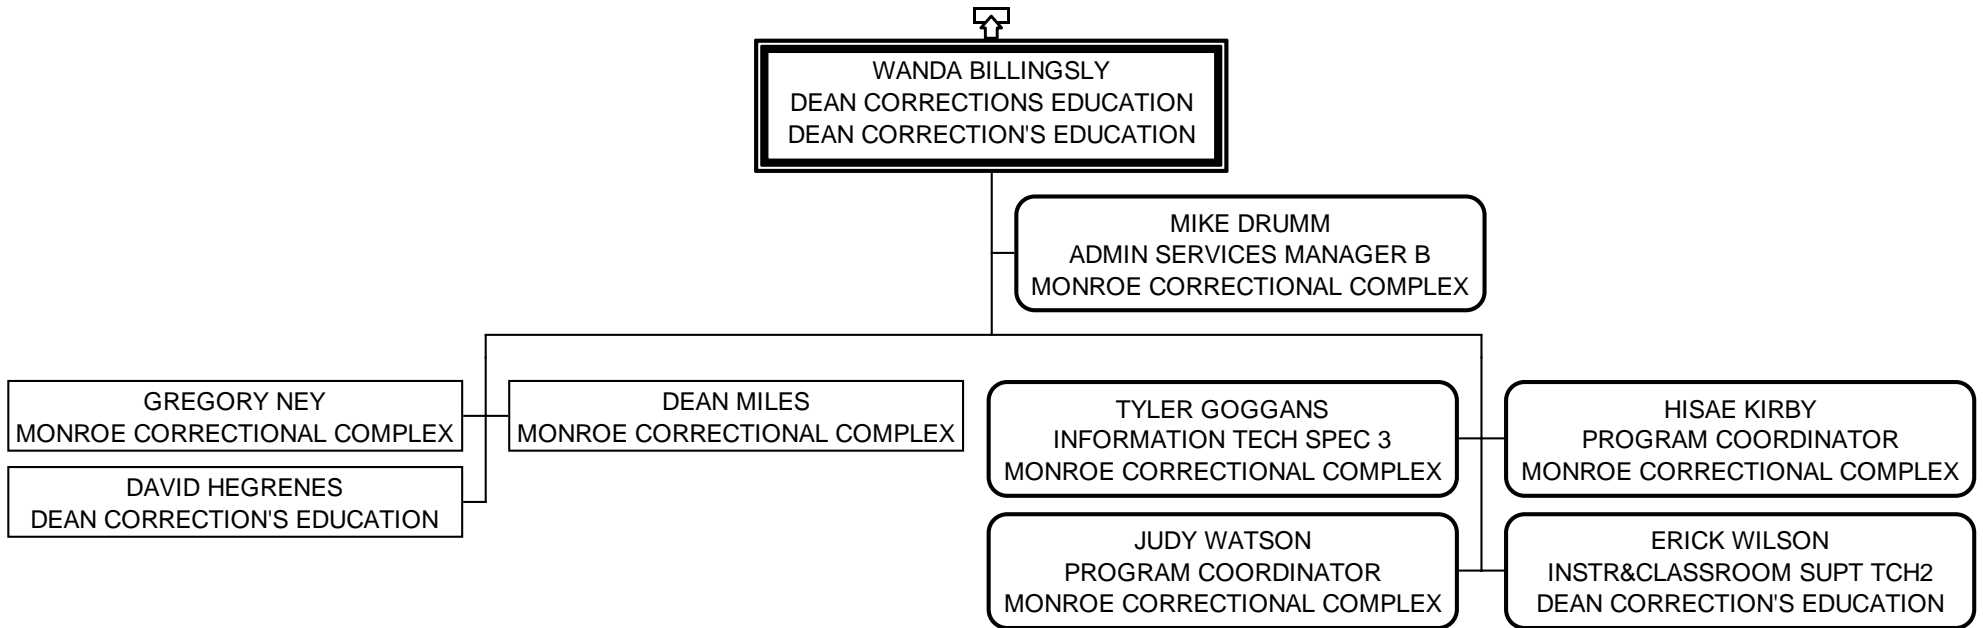 WANDA BILLINGSLY
DEAN CORRECTIONS EDUCATION
DEAN CORRECTION'S EDUCATION
MIKE DRUMM
ADMIN SERVICES MANAGER B
MONROE CORRECTIONAL COMPLEX
GREGORY NEY
MONROE CORRECTIONAL COMPLEX
DEAN MILES
MONROE CORRECTIONAL COMPLEX
DAVID HEGRENES
DEAN CORRECTION'S EDUCATION
TYLER GOGGANS
INFORMATION TECH SPEC 3
MONROE CORRECTIONAL COMPLEX
HISAE KIRBY
PROGRAM COORDINATOR
MONROE CORRECTIONAL COMPLEX
JUDY WATSON
PROGRAM COORDINATOR
MONROE CORRECTIONAL COMPLEX
ERICK WILSON
INSTR&CLASSROOM SUPT TCH2
DEAN CORRECTION'S EDUCATION